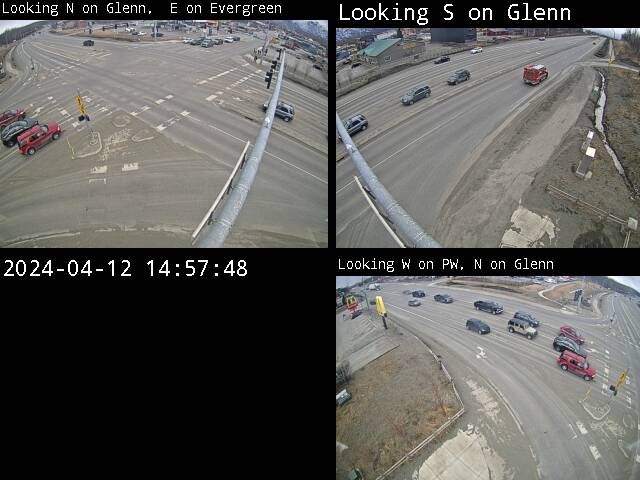 Looking N on Glenn,  E on Evergreen
Looking S on Glenn
2024-04-12 14:57:48
Looking W on PW, N on Glenn